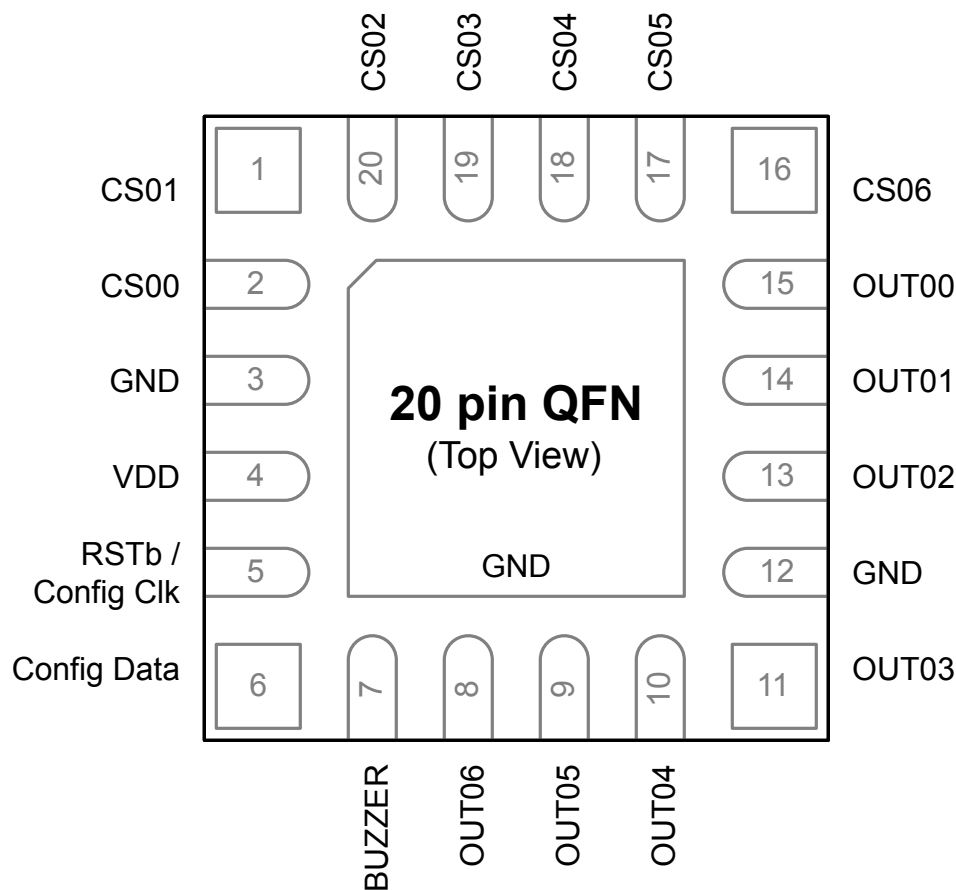 CS02
CS03
CS04
CS05
1
20
19
18
17
16
CS01
CS06
CS00
2
15
OUT00
GND
3
14
OUT01
20 pin QFN
(Top View)
VDD
4
13
OUT02
RSTb /
Config Clk
5
GND
12
GND
Config Data
6
7
8
9
10
11
OUT03
BUZZER
OUT06
OUT05
OUT04